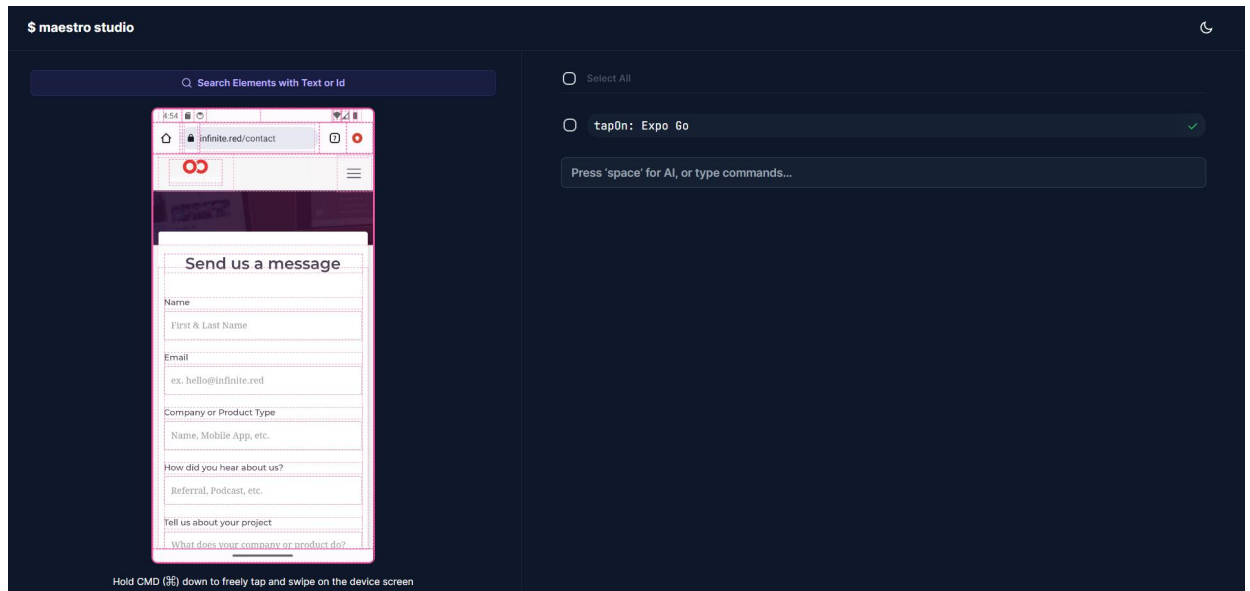 $ maestro studio
Search Elements with Text or Id
4:54
infinite.red/contact
7
Send us a message
Name
First & Last Name
Email
ex. hello@infinite.red
Company or Product Type
Name, Mobile App, etc.
How did you hear about us?
Referral, Podcast, etc.
Tell us about your project
What does your company or product do?
Hold CMD (⌘) down to freely tap and swipe on the device screen
Select All
tapOn: Expo Go
Press ‘space’ for AI, or type commands...